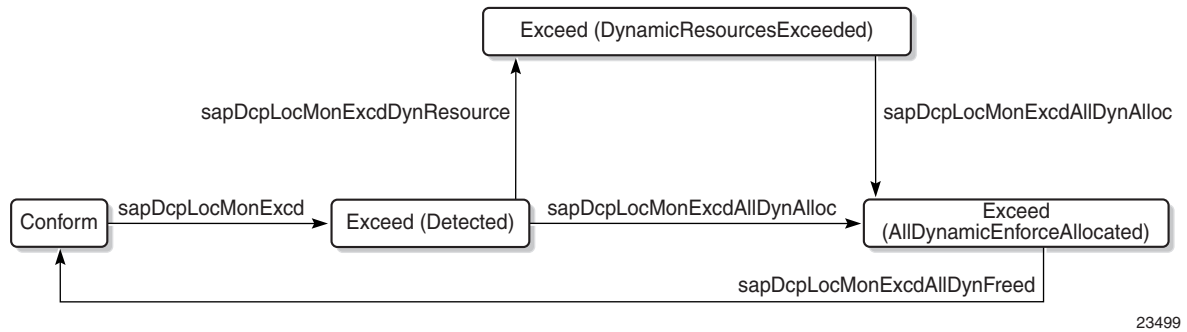 Exceed (DynamicResourcesExceeded)
sapDcpLocMonExcdDynResource
sapDcpLocMonExcdAllDynAlloc
Conform
sapDcpLocMonExcd
Exceed (Detected)
sapDcpLocMonExcdAllDynAlloc
Exceed
(AllDynamicEnforceAllocated)
sapDcpLocMonExcdAllDynFreed
23499